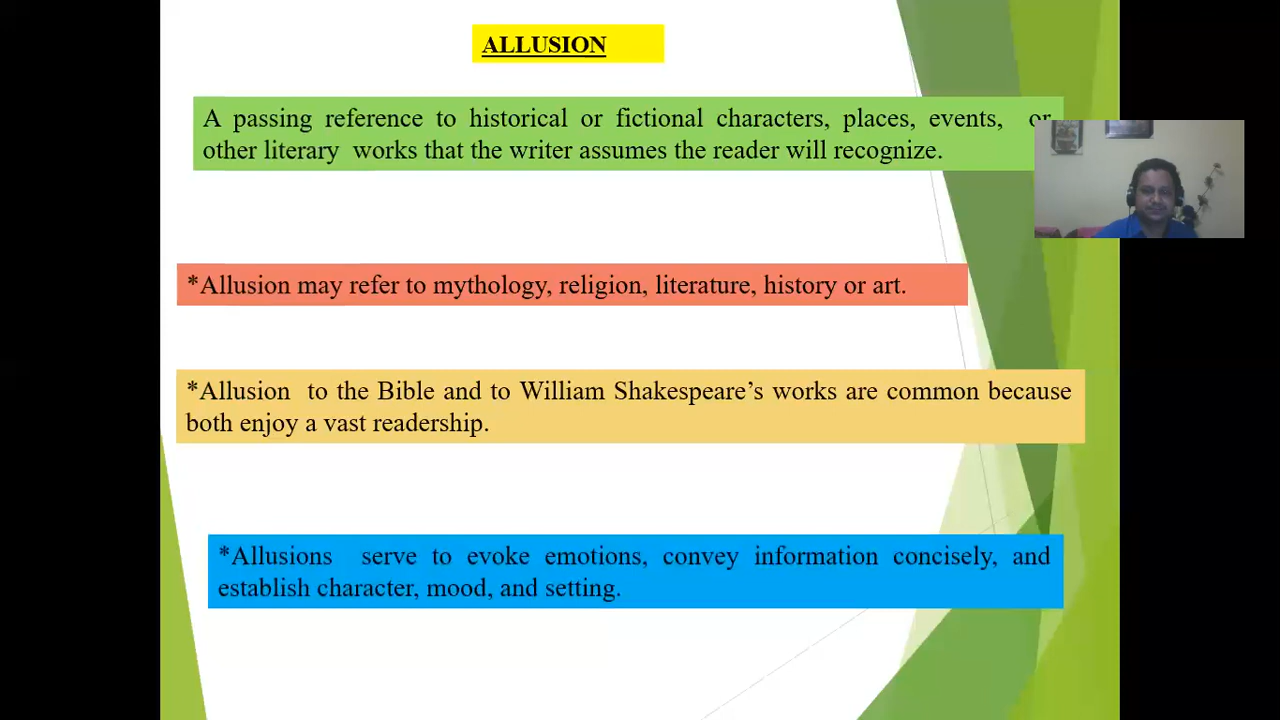 ALLUSION
A passing reference to historical or fictional characters, places, events, or
other literary works that the writer assumes the reader will recognize.
*Allusion may refer to mythology, religion, literature, history or art.
*Allusion to the Bible and to William Shakespeare’s works are common because
both enjoy a vast readership.
*Allusions serve to evoke emotions, convey information concisely, and
establish character, mood, and setting.